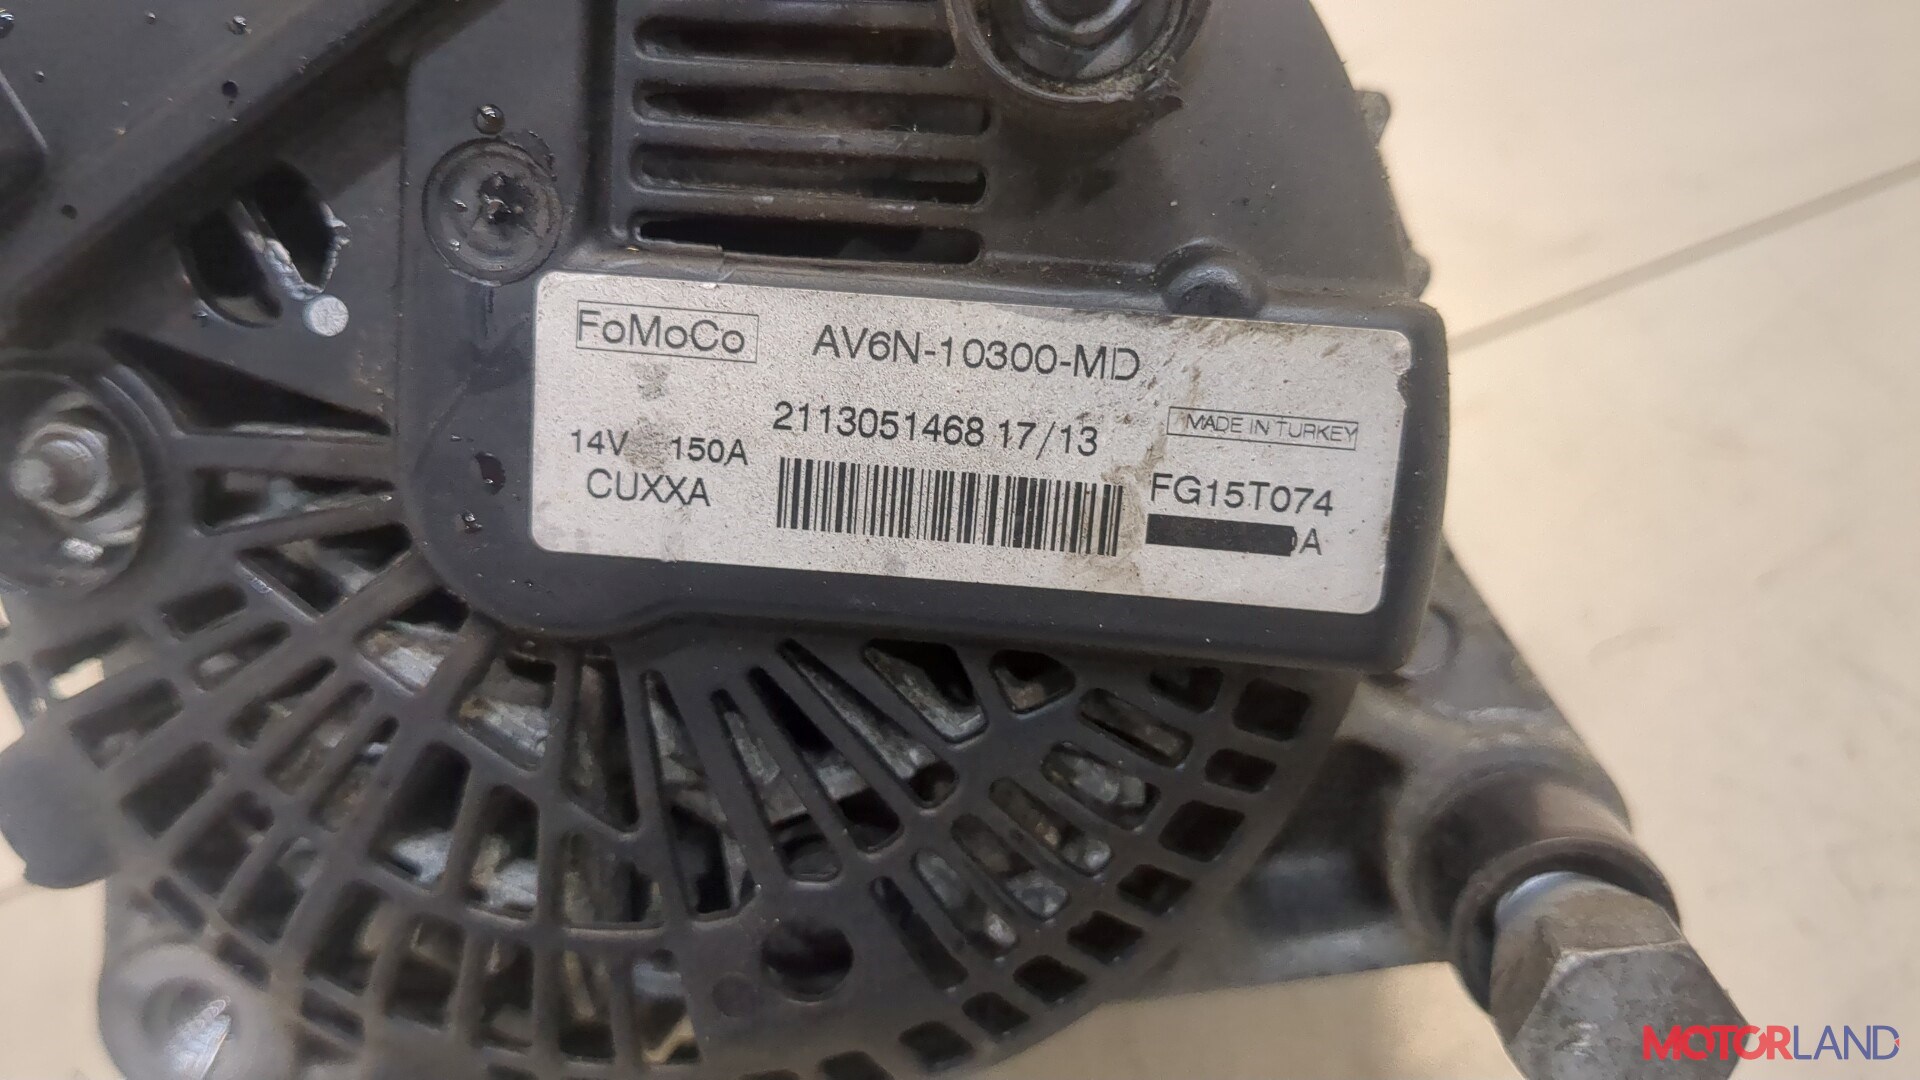 FoMoCo AV6N-10300-MD
2113051468 17/13 MADE IN TURKEY
14V 150A
CUXXA FG15T074
A
MOTORLAND